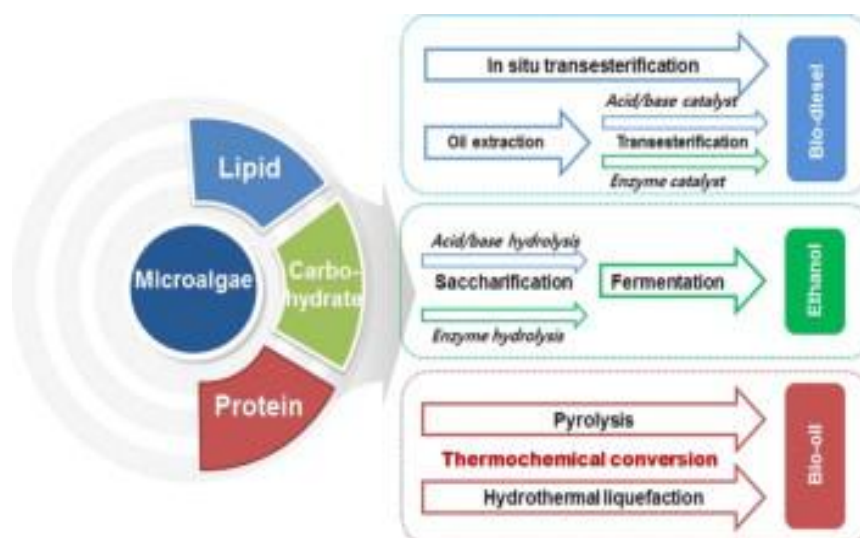 Microalgae
Lipid
Carbo-
hydrate
Protein
In situ transesterification
Oil extraction
Acid/base catalyst
Transesterification
Enzyme catalyst
Bio-diesel
Acid/base hydrolysis
Saccharification
Enzyme hydrolysis
Fermentation
Ethanol
Pyrolysis
Thermochemical conversion
Hydrothermal liquefaction
Bio-oil